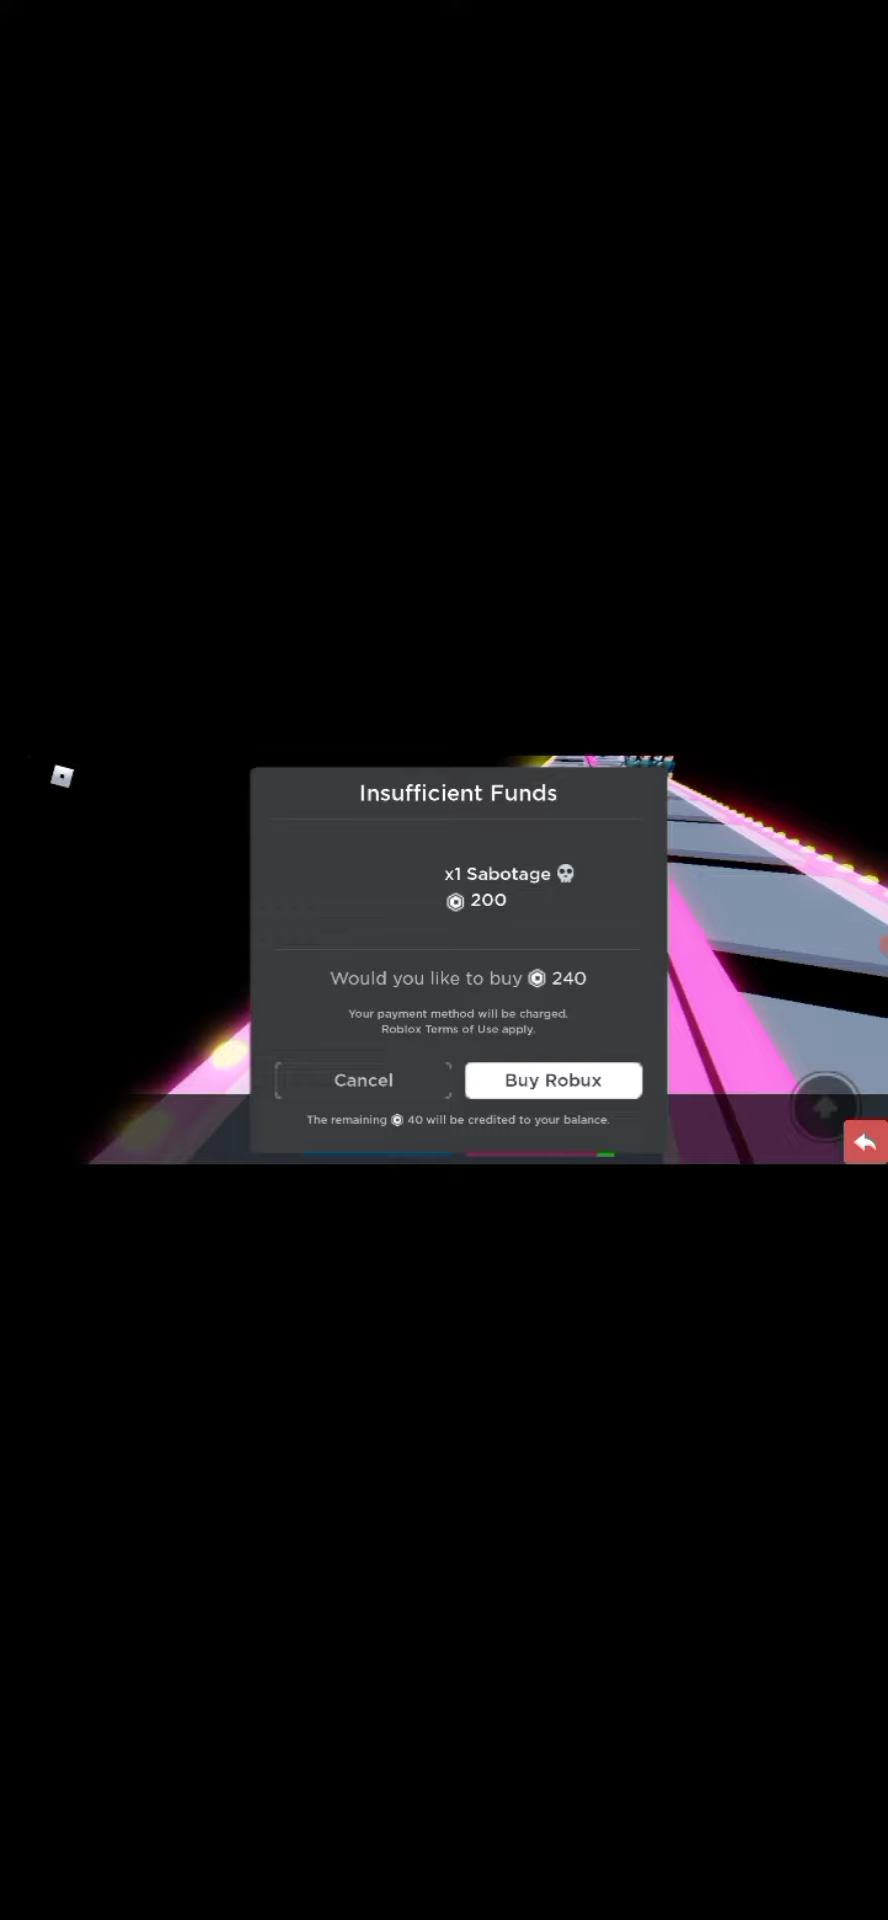 Insufficient Funds
x1 Sabotage 💀
200
Would you like to buy 240
Your payment method will be charged.
Roblox Terms of Use apply.
Cancel
Buy Robux
The remaining 40 will be credited to your balance.